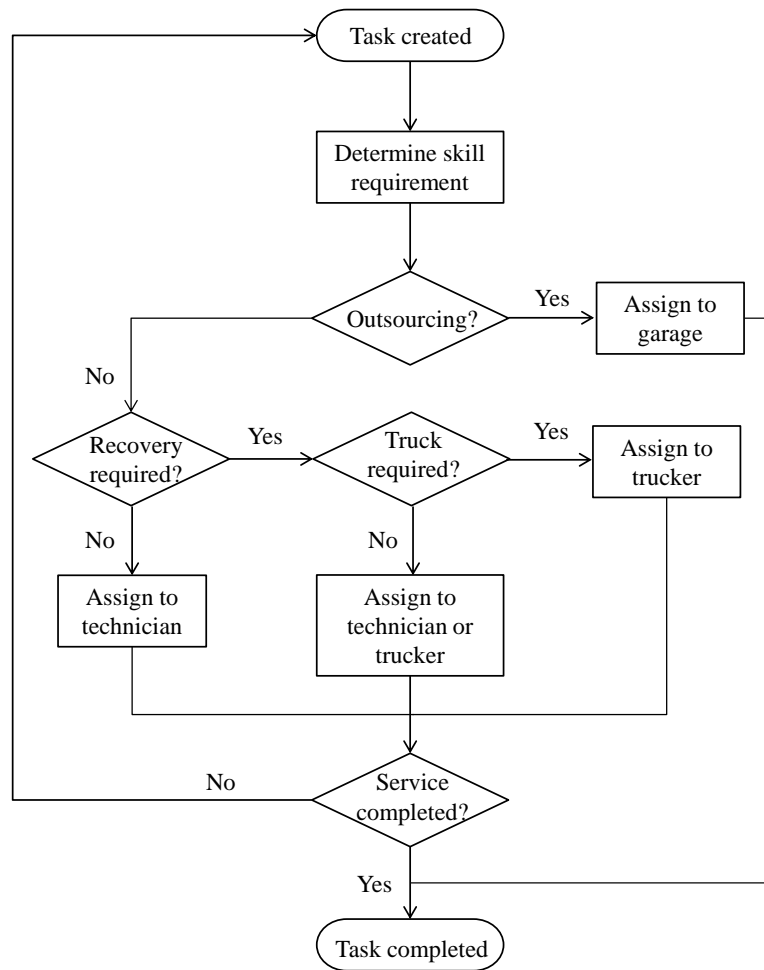 Task created
Determine skill
requirement
Outsourcing?
Yes
Assign to
garage
No
Recovery
required?
Yes
Truck
required?
Yes
Assign to
trucker
No
No
Assign to
technician
Assign to
technician or
trucker
Service
completed?
No
Yes
Task completed